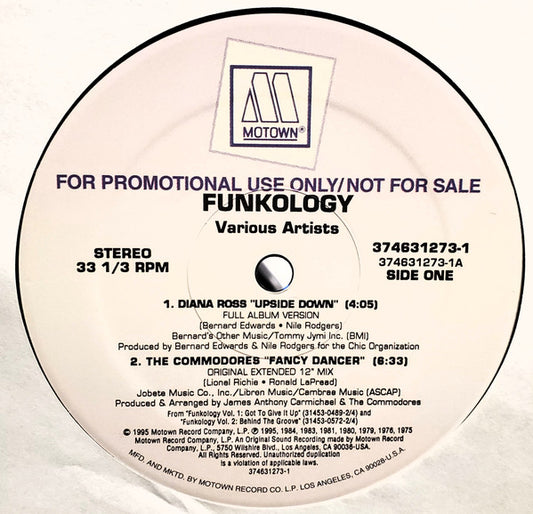 MOTOWN®
FOR PROMOTIONAL USE ONLY/NOT FOR SALE
FUNKOLOGY
Various Artists
STEREO
33 1/3 RPM
374631273-1
374631273-1A
SIDE ONE
1. DIANA ROSS "UPSIDE DOWN" (4:05)
FULL ALBUM VERSION
(Bernard Edwards • Nile Rodgers)
Bernard's Other Music/Tommy Jymi Inc. (BMI)
Produced by Bernard Edwards & Nile Rodgers for the Chic Organization
2. THE COMMODORES "FANCY DANCER" (6:33)
ORIGINAL EXTENDED 12" MIX
(Lionel Richie • Ronald LaPread)
Jobete Music Co., Inc./Libren Music/Cambrae Music (ASCAP)
Produced & Arranged by James Anthony Carmichael & The Commodores
From "Funkology Vol. 1: Got To Give It Up" (31453-0489-2/4) and
"Funkology Vol. 2: Behind The Groove" (31453-0572-2/4)
© 1995 Motown Record Company, L.P. ℗ 1995, 1984, 1983, 1981, 1980, 1979, 1978, 1975
Motown Record Company, L.P. An Original Sound Recording made by Motown Record
Company, L.P., 5750 Wilshire Blvd., Los Angeles, CA 90036-USA.
All Rights Reserved. Unauthorized duplication
is a violation of applicable laws.
374631273-1
MFD. AND MKTD. BY MOTOWN RECORD CO. L.P. LOS ANGELES, CA 90028-U.S.A.